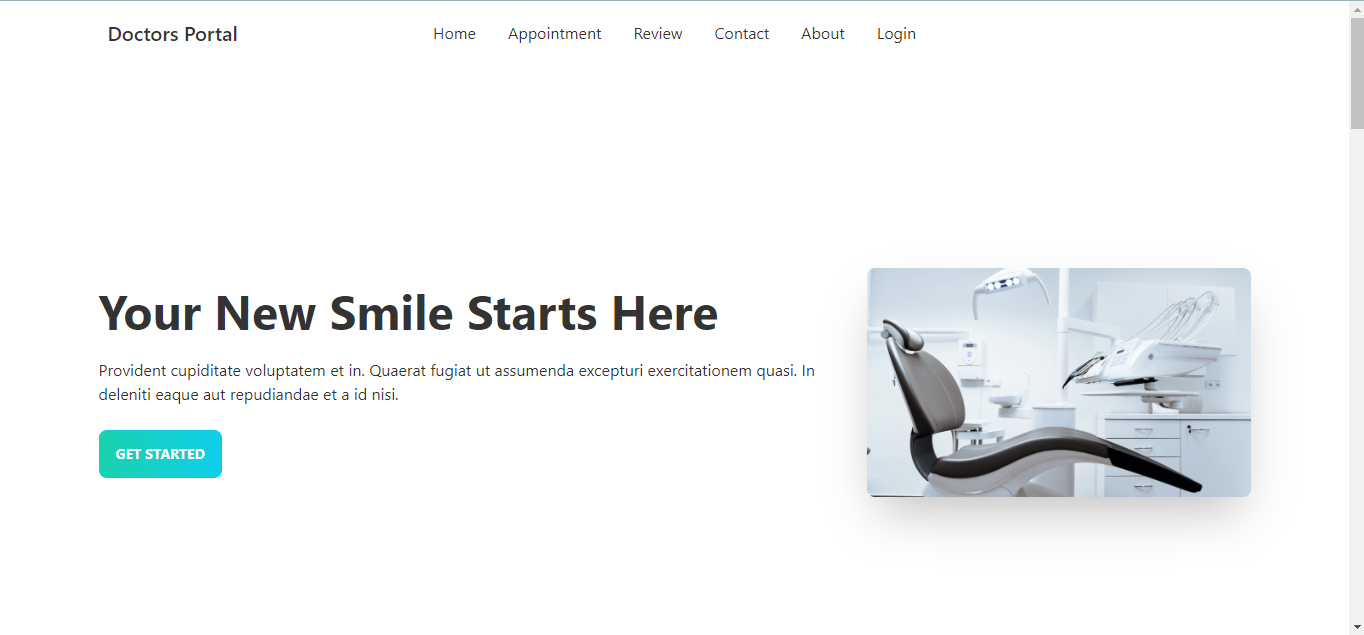 Doctors Portal
Home Appointment Review Contact About Login
Your New Smile Starts Here
Provident cupiditate voluptatem et in. Quaerat fugiat ut assumenda excepturi exercitationem quasi. In
deleniti eaque aut repudiandae et a id nisi.
GET STARTED